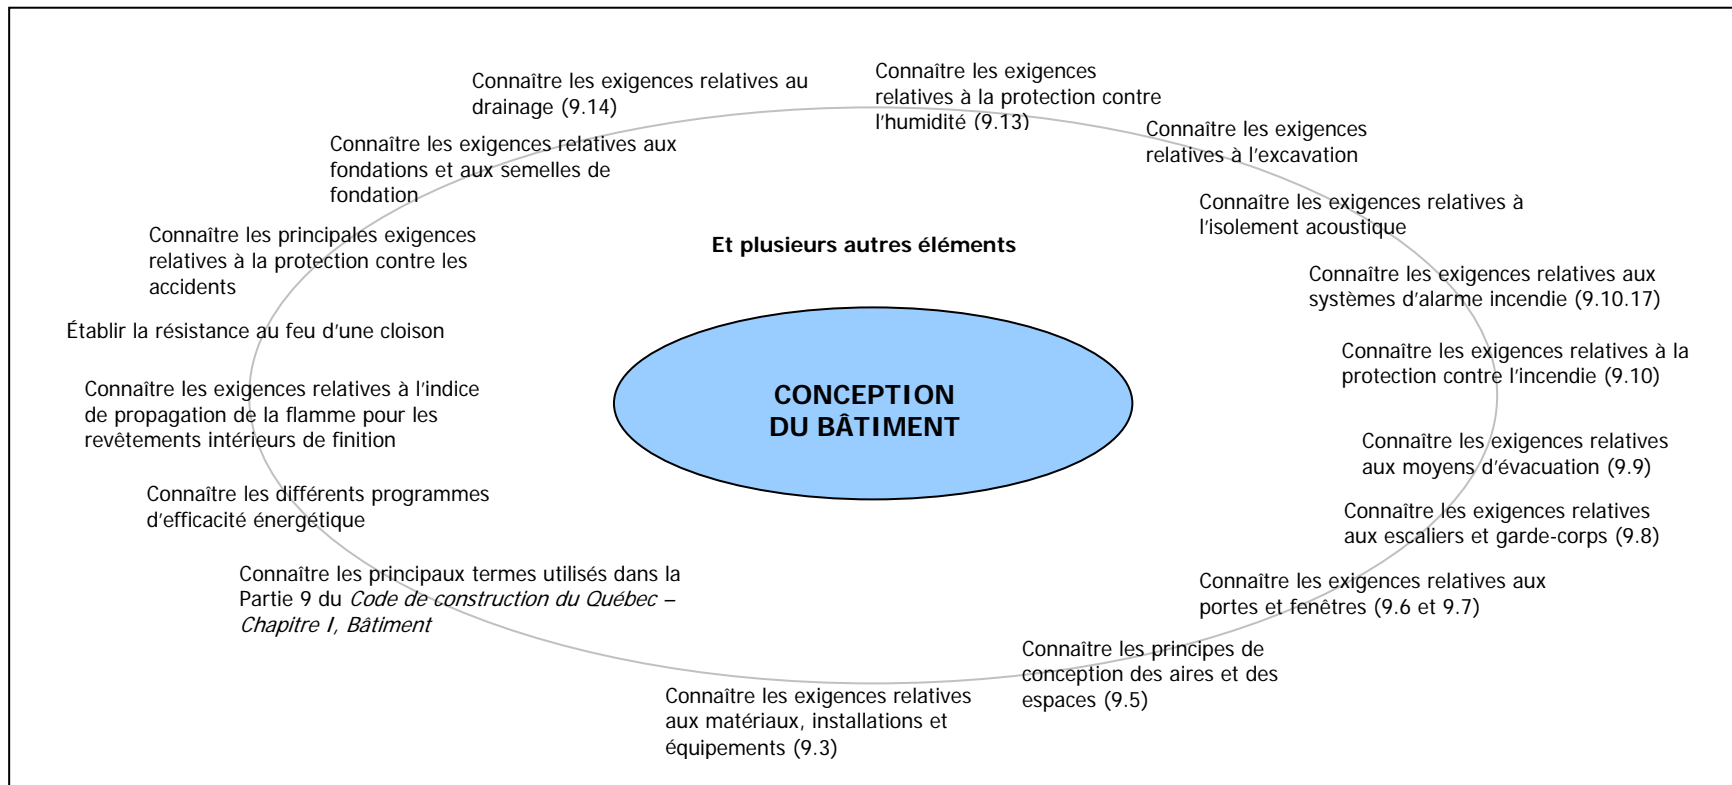 Connaître les exigences relatives au
drainage (9.14)
Connaître les exigences
relatives à la protection contre
l'humidité (9.13)
Connaître les exigences
relatives à l'excavation
Connaître les exigences relatives aux
fondations et aux semelles de
fondation
Connaître les exigences relatives à
l'isolement acoustique
Connaître les principales exigences
relatives à la protection contre les
accidents
Et plusieurs autres éléments
Connaître les exigences relatives aux
systèmes d'alarme incendie (9.10.17)
Établir la résistance au feu d'une cloison
Connaître les exigences relatives à la
protection contre l'incendie (9.10)
CONCEPTION
DU BÂTIMENT
Connaître les exigences relatives à l'indice
de propagation de la flamme pour les
revêtements intérieurs de finition
Connaître les exigences relatives
aux moyens d'évacuation (9.9)
Connaître les différents programmes
d'efficacité énergétique
Connaître les exigences relatives
aux escaliers et garde-corps (9.8)
Connaître les principaux termes utilisés dans la
Partie 9 du Code de construction du Québec –
Chapitre I, Bâtiment
Connaître les exigences relatives aux
portes et fenêtres (9.6 et 9.7)
Connaître les principes de
conception des aires et des
espaces (9.5)
Connaître les exigences relatives
aux matériaux, installations et
équipements (9.3)